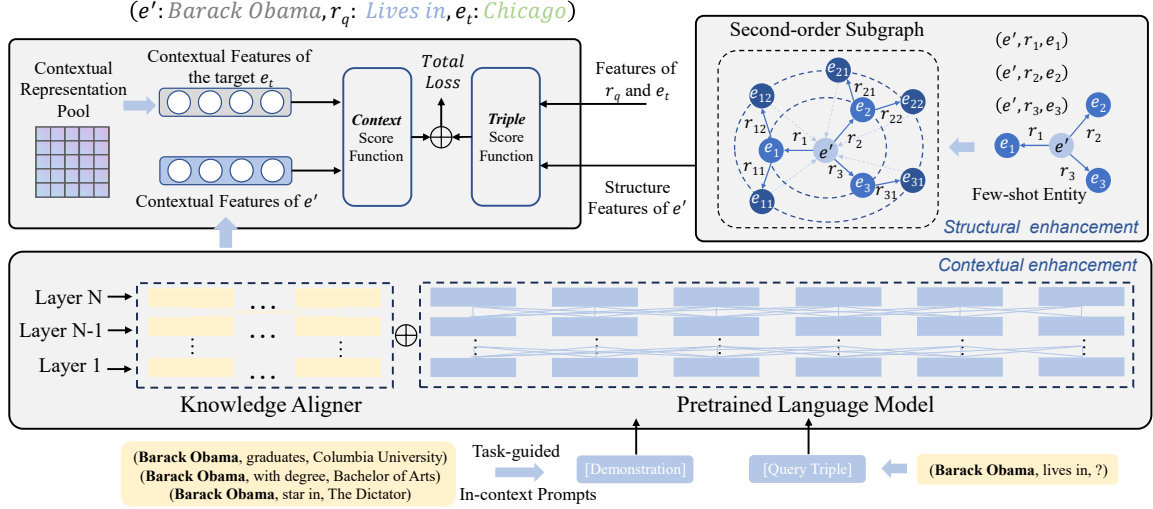 (e′: Barack Obama, r_q: Lives in, e_t: Chicago)
Contextual
Representation
Pool
Contextual Features of
the target e_t
Contextual Features of e′
Context
Score
Function
Total
Loss
Triple
Score
Function
Features of
r_q and e_t
Structure
Features of e′
Second-order Subgraph
e_21
r_21
e_12
e_2
e_22
r_22
r_12
r_1
r_2
e_1
e′
r_11
r_3
e_3
e_31
r_31
e_11
(e′, r_1, e_1)
(e′, r_2, e_2)
(e′, r_3, e_3)
e_2
r_1
r_2
e_1
e′
r_3
e_3
Few-shot Entity
Structural enhancement
Contextual enhancement
Layer N
...
Layer N-1
...
Layer 1
...
Knowledge Aligner
Pretrained Language Model
(Barack Obama, graduates, Columbia University)
(Barack Obama, with degree, Bachelor of Arts)
(Barack Obama, star in, The Dictator)
Task-guided
In-context Prompts
[Demonstration]
[Query Triple]
(Barack Obama, lives in, ?)